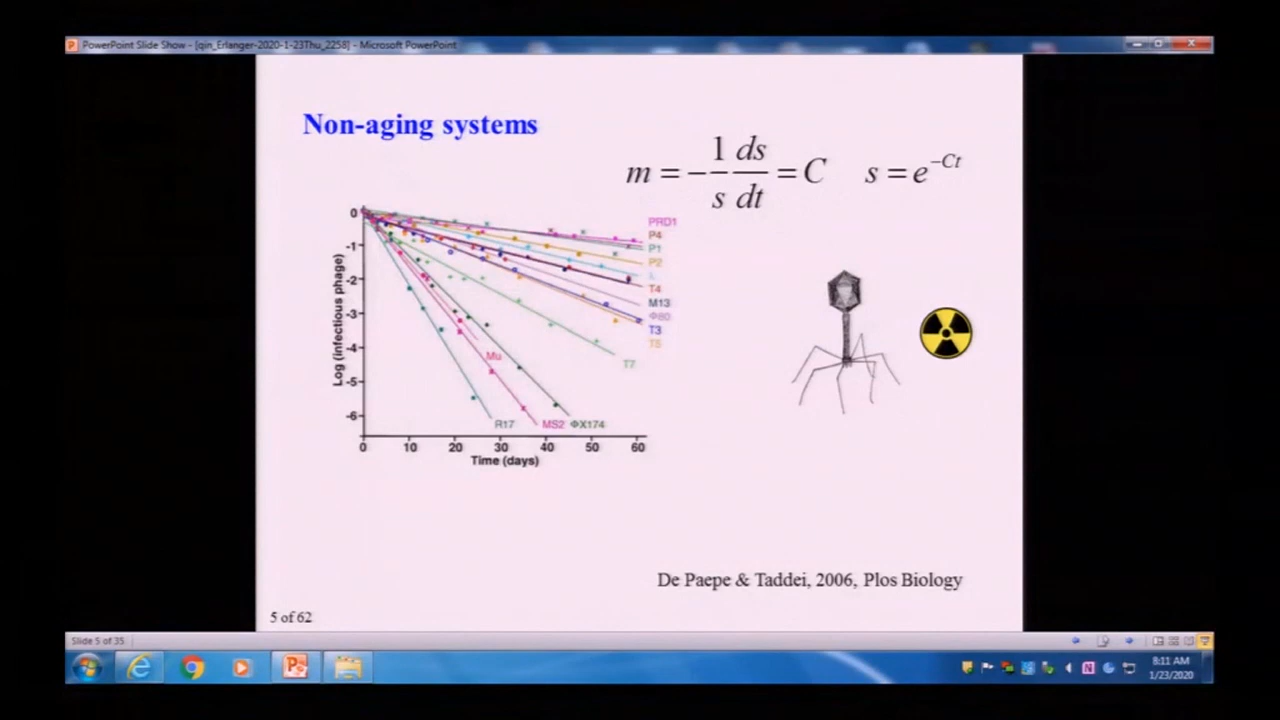 PowerPoint Slide Show - [qin_Erlanger-2020-1-23Thu_2258] - Microsoft PowerPoint
Non-aging systems
m = - 1/s ds/dt = C s = e^-Ct
Log (infectious phage)
0
-1
-2
-3
-4
-5
-6
PRD1
P4
P1
P2
λ
T4
M13
Φ80
T3
T5
T7
Mu
R17 MS2 ΦX174
0 10 20 30 40 50 60
Time (days)
De Paepe & Taddei, 2006, Plos Biology
5 of 62
Slide 5 of 35
8:11 AM
1/23/2020